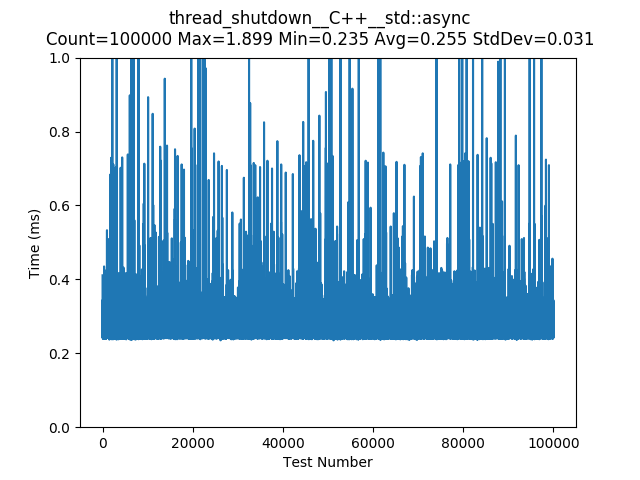 thread_shutdown__C++__std::async
Count=100000 Max=1.899 Min=0.235 Avg=0.255 StdDev=0.031
1.0
0.8
0.6
0.4
0.2
0.0
Time (ms)
0 20000 40000 60000 80000 100000
Test Number